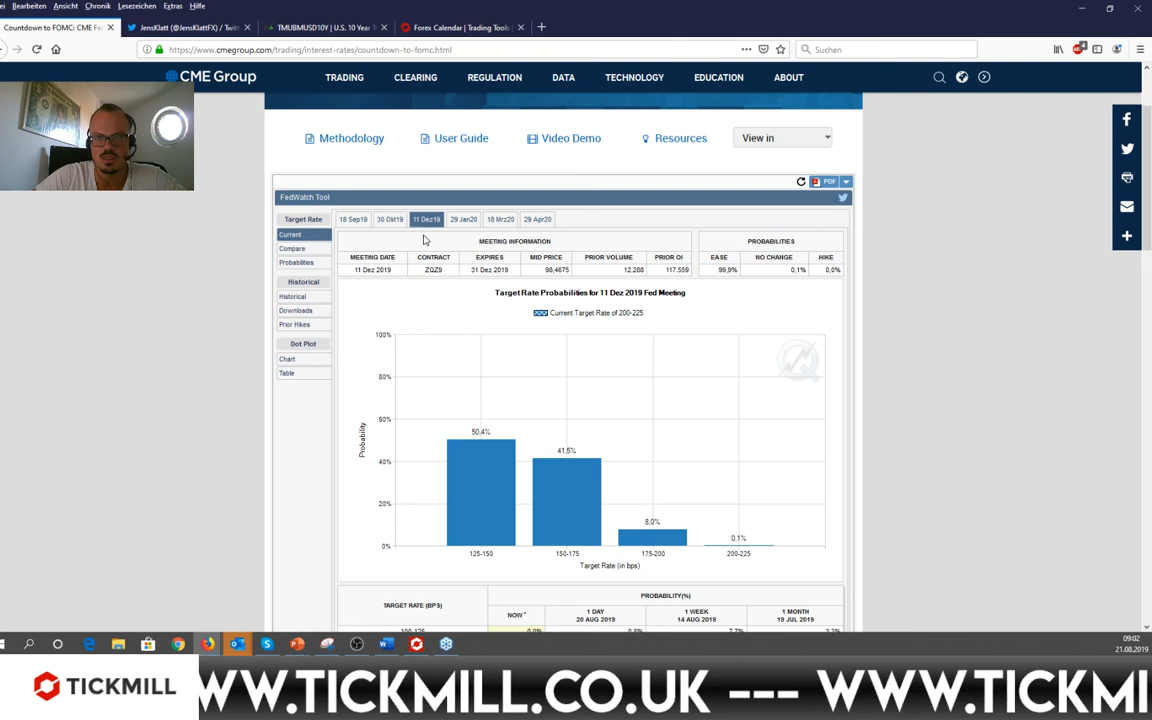 Bearbeiten Ansicht Chronik Lesezeichen Extras Hilfe
Countdown to FOMC: CME Fe
JensKlatt (@JensKlattFX) / Twit
TMUBMUSD10Y | U.S. 10 Year T
Forex Calendar | Trading Tools |
https://www.cmegroup.com/trading/interest-rates/countdown-to-fomc.html
Suchen
CME Group TRADING CLEARING REGULATION DATA TECHNOLOGY EDUCATION ABOUT
Methodology User Guide Video Demo Resources View in
PDF
FedWatch Tool
Target Rate
Current
Compare
Probabilities
Historical
Historical
Downloads
Prior Hikes
Dot Plot
Chart
Table
18 Sep19 30 Okt19 11 Dez19 29 Jan20 18 Mrz20 29 Apr20
MEETING INFORMATION
MEETING DATE CONTRACT EXPIRES MID PRICE PRIOR VOLUME PRIOR OI
11 Dez 2019 ZQZ9 31 Dez 2019 98,4675 12.288 117.559
PROBABILITIES
EASE NO CHANGE HIKE
99,9% 0,1% 0,0%
Target Rate Probabilities for 11 Dez 2019 Fed Meeting
Current Target Rate of 200-225
100%
80%
60%
40%
20%
0%
Probability
50,4%
41,5%
8,0%
0,1%
125-150 150-175 175-200 200-225
Target Rate (in bps)
TARGET RATE (BPS)
PROBABILITY(%)
NOW *
1 DAY
20 AUG 2019
1 WEEK
14 AUG 2019
1 MONTH
19 JUL 2019
09:02
21.08.2019
TICKMILL
WW.TICKMILL.CO.UK --- WWW.TICKMI